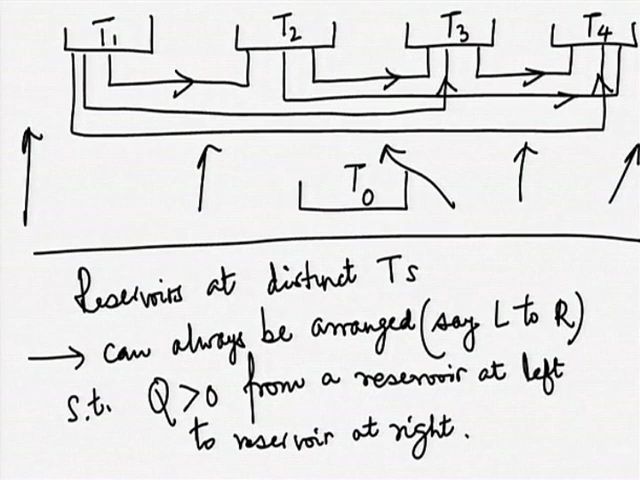 T1 T2 T3 T4
T0
Reservoirs at distinct Ts
→ can always be arranged (say L to R)
s.t. Q>0 from a reservoir at left
to reservoir at right.